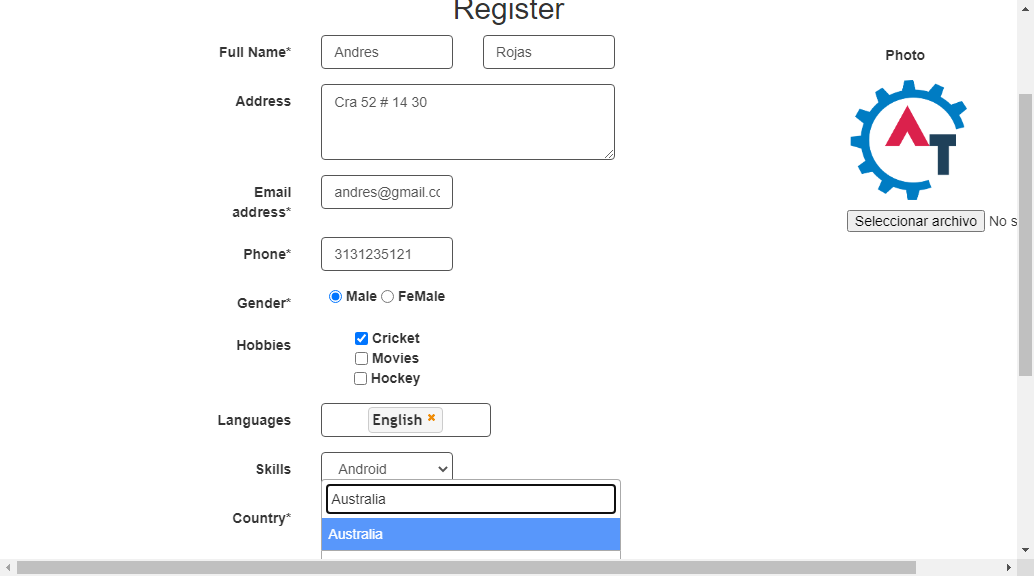 Register
Full Name*
Andres
Rojas
Photo
Address
Cra 52 # 14 30
AT
Email
address*
andres@gmail.cc
Seleccionar archivo No s
Phone*
3131235121
Gender*
Male FeMale
Hobbies
Cricket
Movies
Hockey
Languages
English
Skills
Android
Country*
Australia
Australia